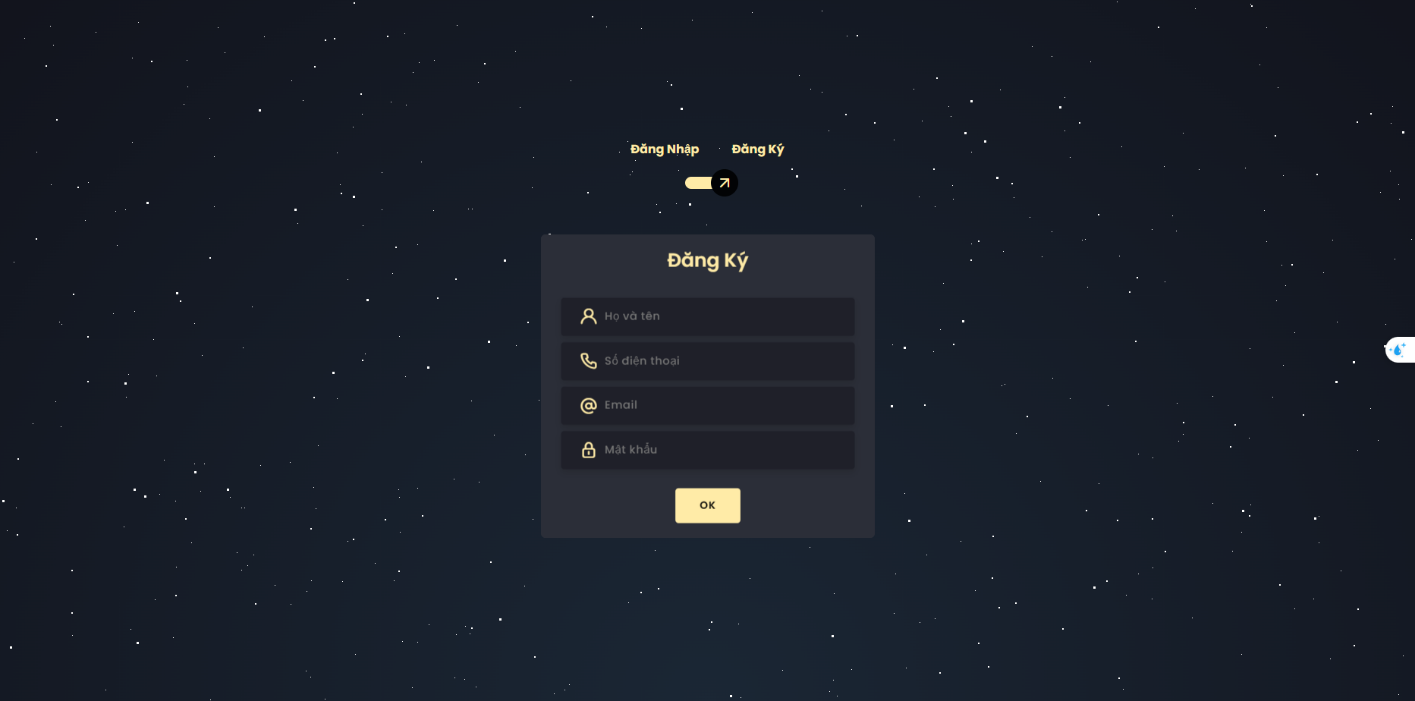 Đăng Nhập Đăng Ký
Đăng Ký
Họ và tên
Số điện thoại
Email
Mật khẩu
OK